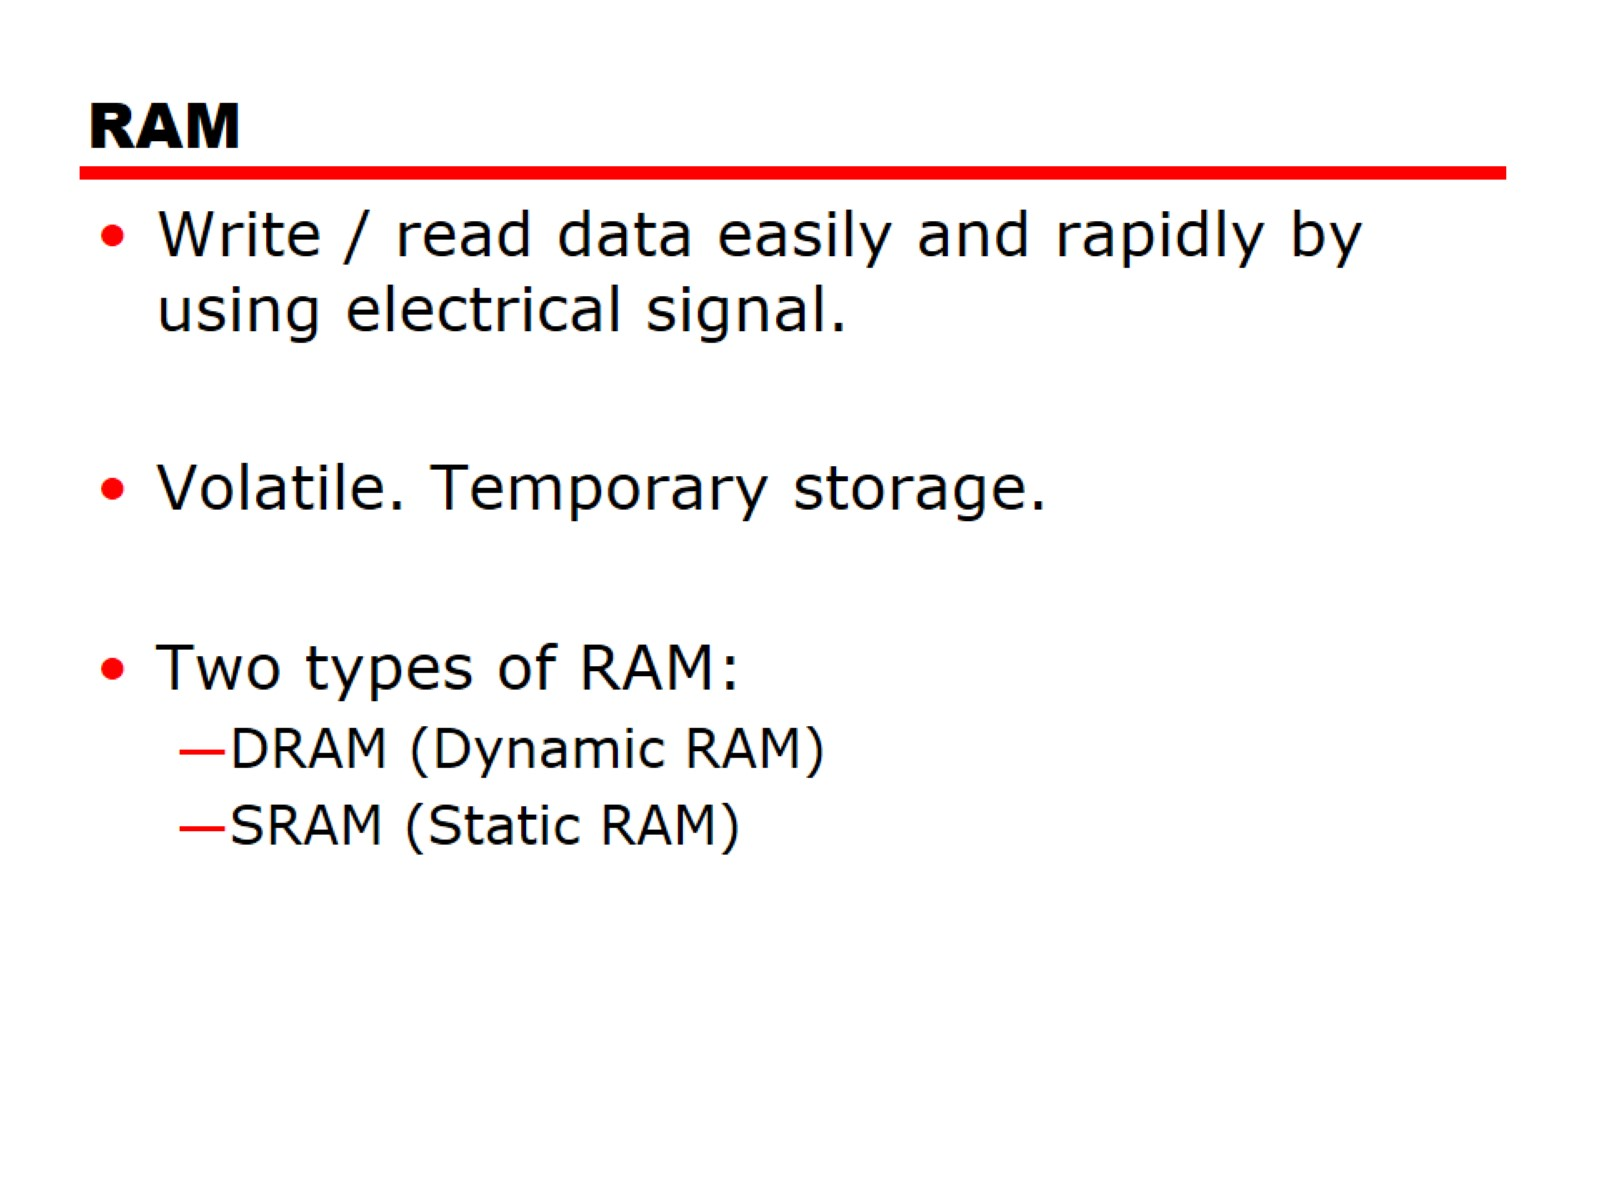 RAM
• Write / read data easily and rapidly by
using electrical signal.
• Volatile. Temporary storage.
• Two types of RAM:
—DRAM (Dynamic RAM)
—SRAM (Static RAM)